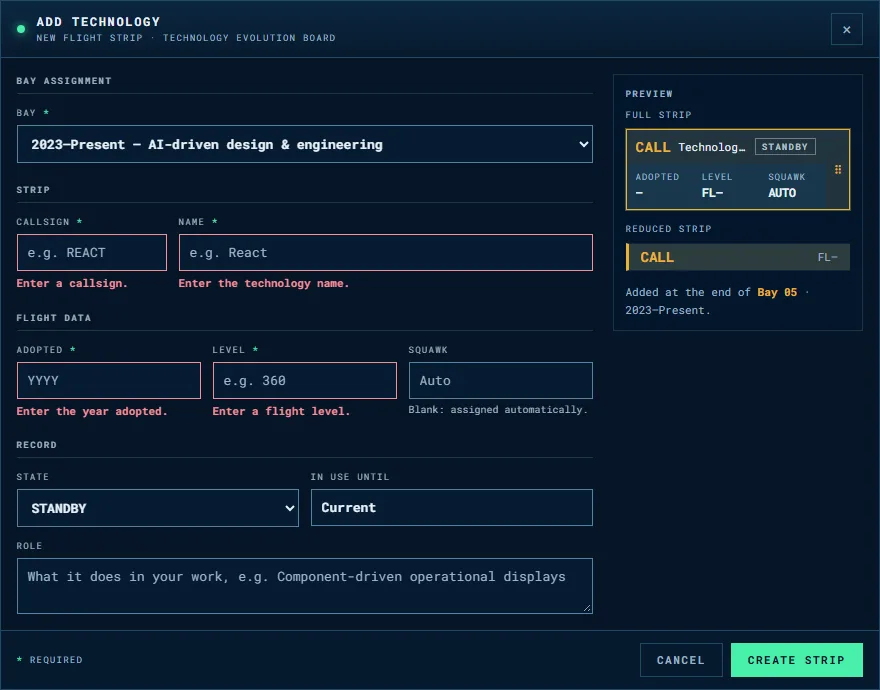 ADD TECHNOLOGY
NEW FLIGHT STRIP · TECHNOLOGY EVOLUTION BOARD
×
BAY ASSIGNMENT
BAY *
2023–Present — AI-driven design & engineering
STRIP
CALLSIGN *
NAME *
e.g. REACT
e.g. React
Enter a callsign.
Enter the technology name.
FLIGHT DATA
ADOPTED *
LEVEL *
SQUAWK
YYYY
e.g. 360
Auto
Enter the year adopted.
Enter a flight level.
Blank: assigned automatically.
RECORD
STATE
IN USE UNTIL
STANDBY
Current
ROLE
What it does in your work, e.g. Component-driven operational displays
PREVIEW
FULL STRIP
CALL Technolog… STANDBY
ADOPTED LEVEL SQUAWK
— FL— AUTO
REDUCED STRIP
CALL FL—
Added at the end of Bay 05 ·
2023–Present.
* REQUIRED
CANCEL
CREATE STRIP